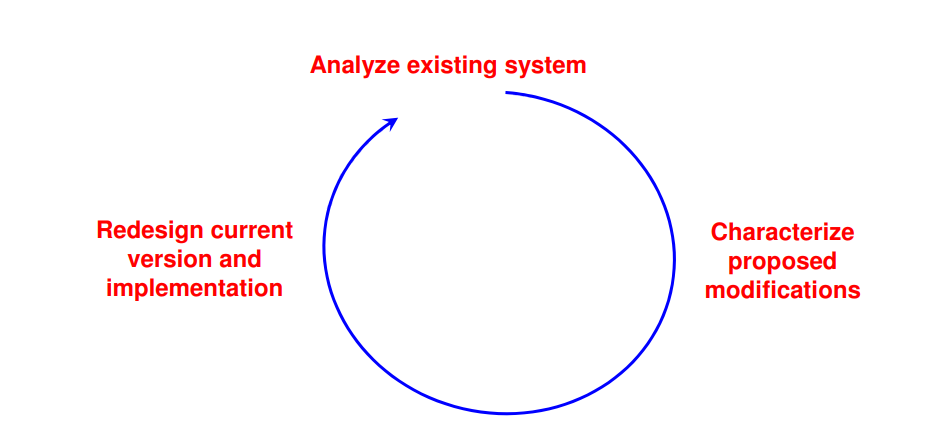 Analyze existing system
Redesign current
version and
implementation
Characterize
proposed
modifications